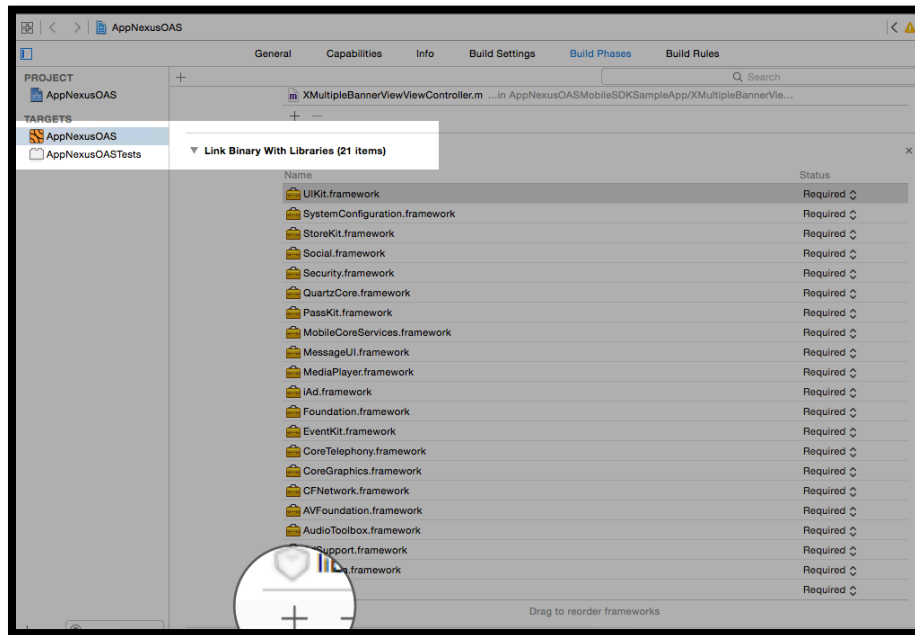 AppNexusOAS
General Capabilities Info Build Settings Build Phases Build Rules
PROJECT
Search
AppNexusOAS
XMultipleBannerViewViewController.m ...in AppNexusOASMobileSDKSampleApp/XMultipleBannerVie...
TARGETS
AppNexusOAS
AppNexusOASTests
Link Binary With Libraries (21 items)
Name Status
UIKit.framework Required
SystemConfiguration.framework Required
StoreKit.framework Required
Social.framework Required
Security.framework Required
QuartzCore.framework Required
PassKit.framework Required
MobileCoreServices.framework Required
MessageUI.framework Required
MediaPlayer.framework Required
iAd.framework Required
Foundation.framework Required
EventKit.framework Required
CoreTelephony.framework Required
CoreGraphics.framework Required
CFNetwork.framework Required
AVFoundation.framework Required
AudioToolbox.framework Required
Support.framework Required
.framework Required
Required
Drag to reorder frameworks